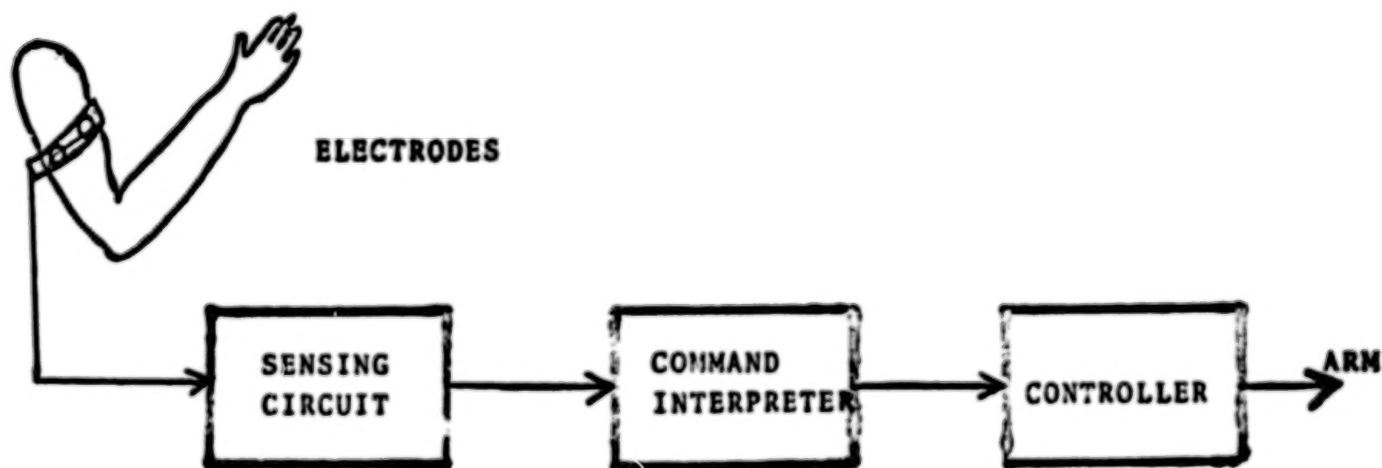 ELECTRODES
SENSING
CIRCUIT
COMMAND
INTERPRETER
CONTROLLER
ARM